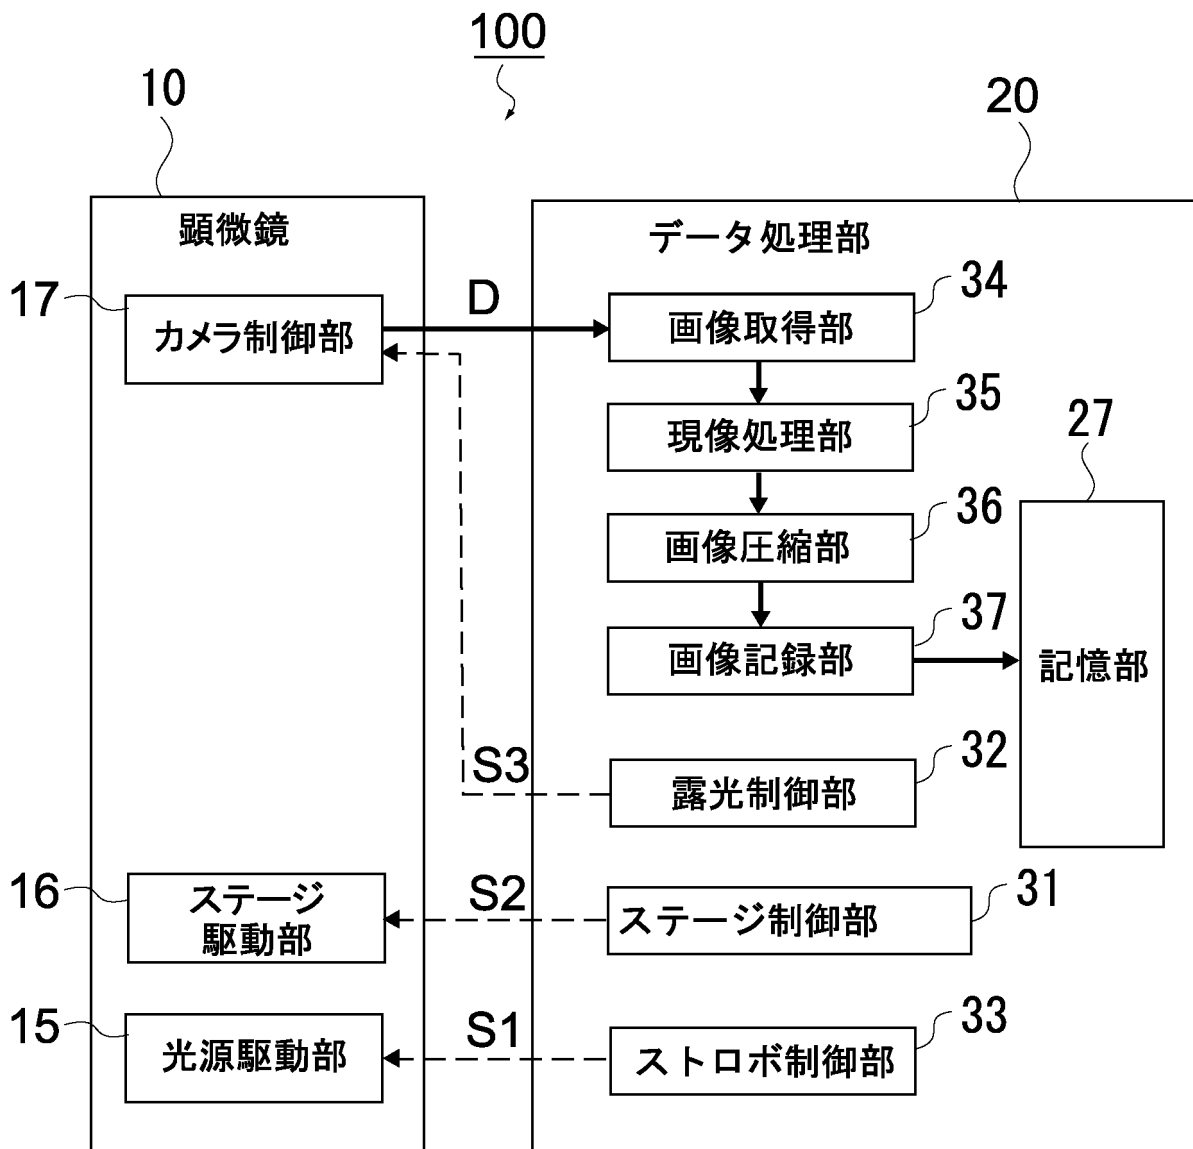 100
10
20
顕微鏡
データ処理部
17
カメラ制御部
D
34
画像取得部
35
現像処理部
27
36
画像圧縮部
37
画像記録部
記憶部
S3
32
露光制御部
16
ステージ
駆動部
S2
31
ステージ制御部
15
光源駆動部
S1
33
ストロボ制御部